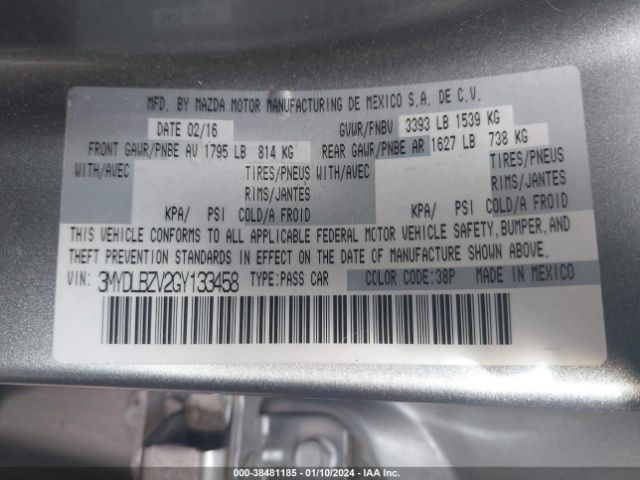 MFD. BY MAZDA MOTOR MANUFACTURING DE MEXICO S.A. DE C.V.
DATE 02/16 GVWR/PNBV 3393 LB 1539 KG
FRONT GAWR/PNBE AV 1795 LB 814 KG REAR GAWR/PNBE AR 1627 LB 738 KG
WITH/AVEC TIRES/PNEUS WITH/AVEC TIRES/PNEUS
RIMS/JANTES RIMS/JANTES
KPA/ PSI COLD/A FROID KPA/ PSI COLD/A FROID
THIS VEHICLE CONFORMS TO ALL APPLICABLE FEDERAL MOTOR VEHICLE SAFETY, BUMPER, AND
THEFT PREVENTION STANDARDS IN EFFECT ON THE DATE OF MANUFACTURE SHOWN ABOVE.
VIN: 3MYDLBZV2GY133458 TYPE:PASS CAR COLOR CODE:38P MADE IN MEXICO
000-38481185 - 01/10/2024 - IAA Inc.